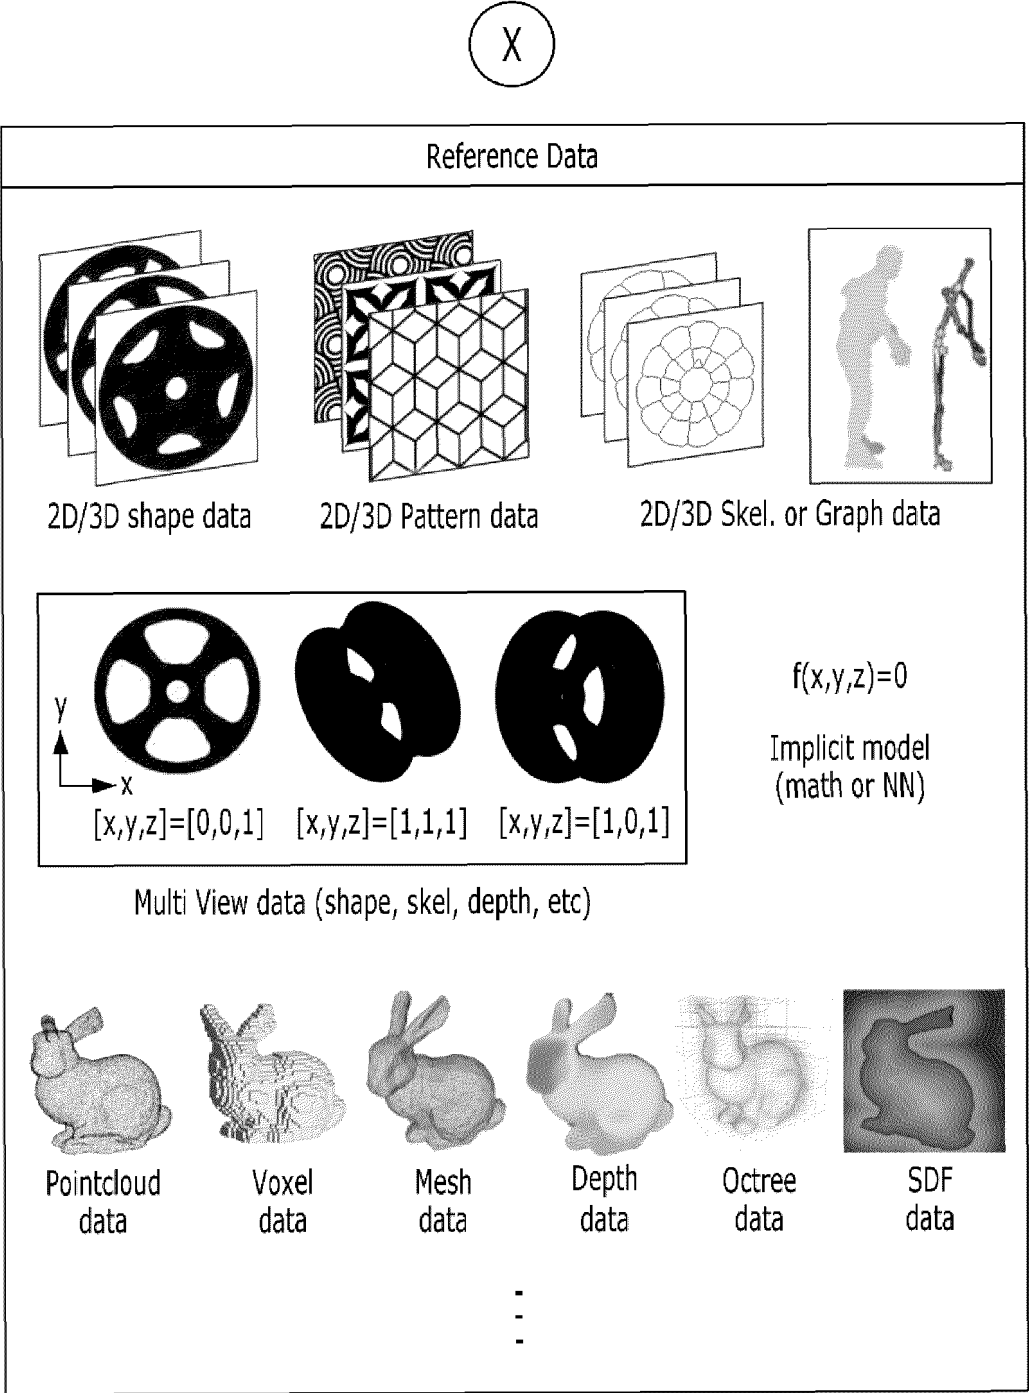 X
Reference Data
2D/3D shape data
2D/3D Pattern data
2D/3D Skel. or Graph data
y
x
[x,y,z]=[0,0,1]
[x,y,z]=[1,1,1]
[x,y,z]=[1,0,1]
f(x,y,z)=0
Implicit model
(math or NN)
Multi View data (shape, skel, depth, etc)
Pointcloud
data
Voxel
data
Mesh
data
Depth
data
Octree
data
SDF
data